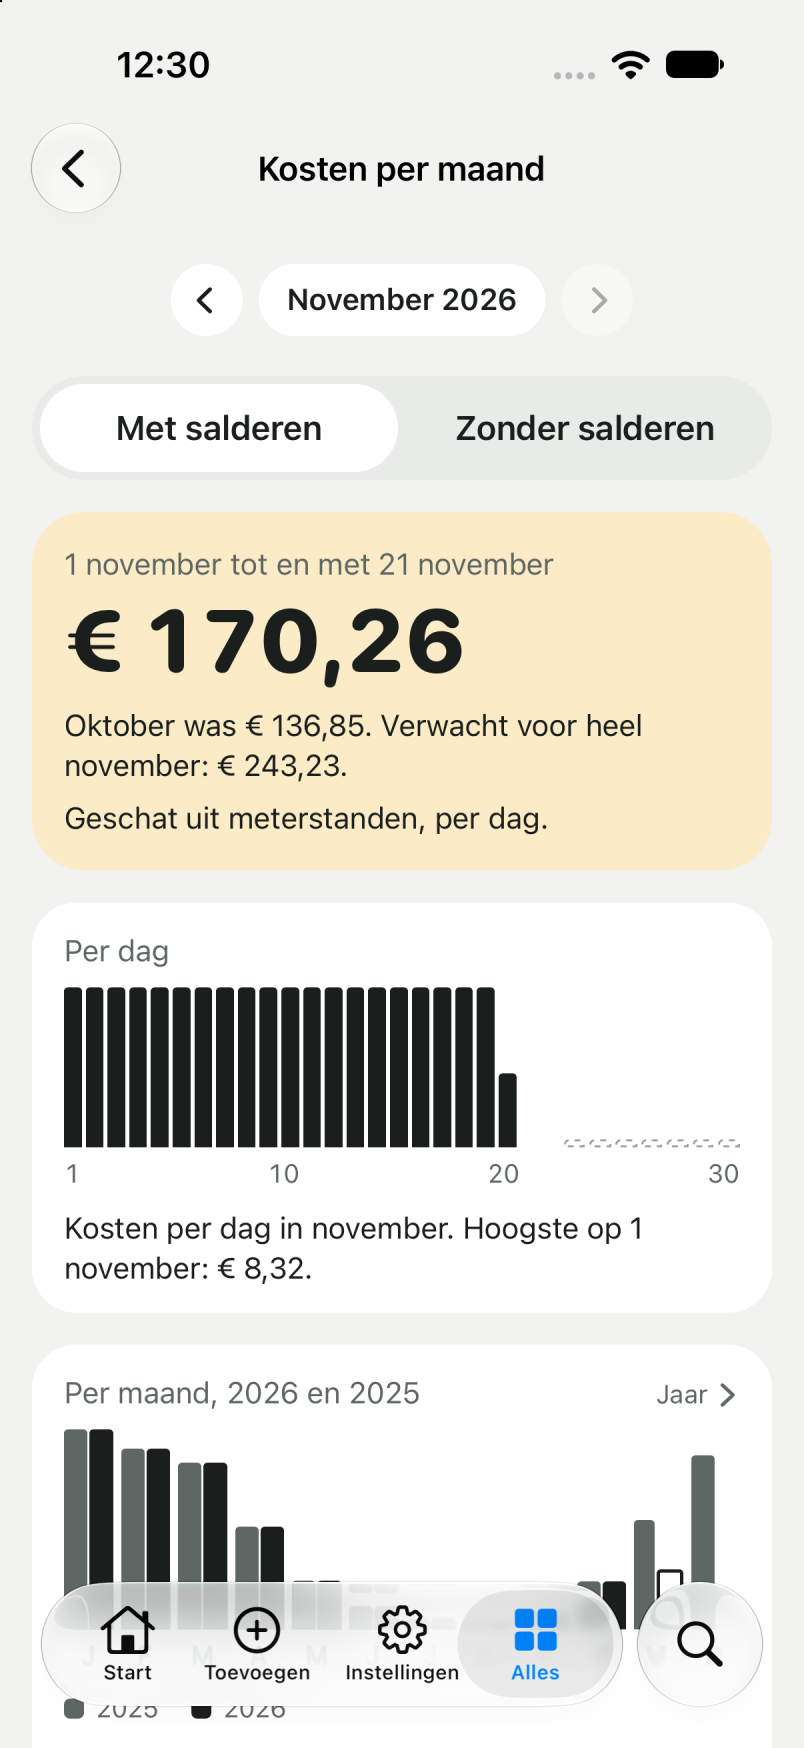 12:30
Kosten per maand
November 2026
Met salderen
Zonder salderen
1 november tot en met 21 november
€ 170,26
Oktober was € 136,85. Verwacht voor heel
november: € 243,23.
Geschat uit meterstanden, per dag.
Per dag
1 10 20 30
Kosten per dag in november. Hoogste op 1
november: € 8,32.
Per maand, 2026 en 2025
Jaar
Start
Toevoegen
Instellingen
Alles
2025 2026